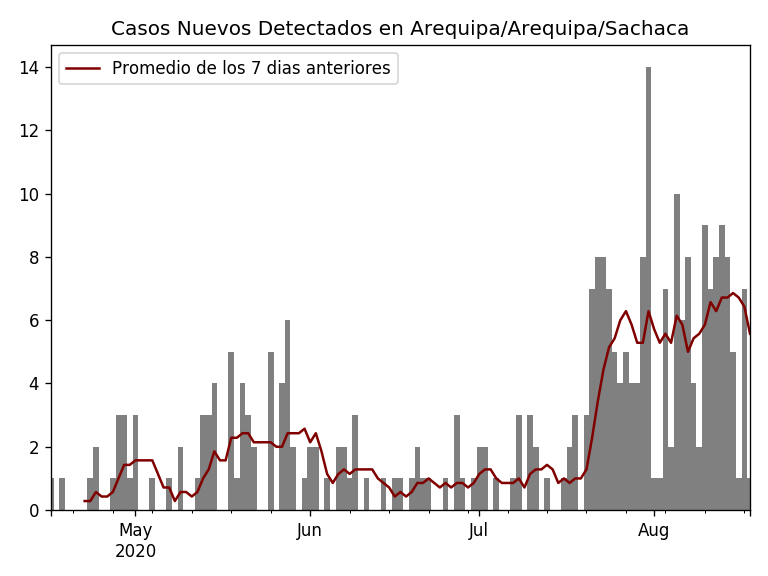 Casos Nuevos Detectados en Arequipa/Arequipa/Sachaca
Promedio de los 7 dias anteriores
14
12
10
8
6
4
2
0
May
2020
Jun
Jul
Aug